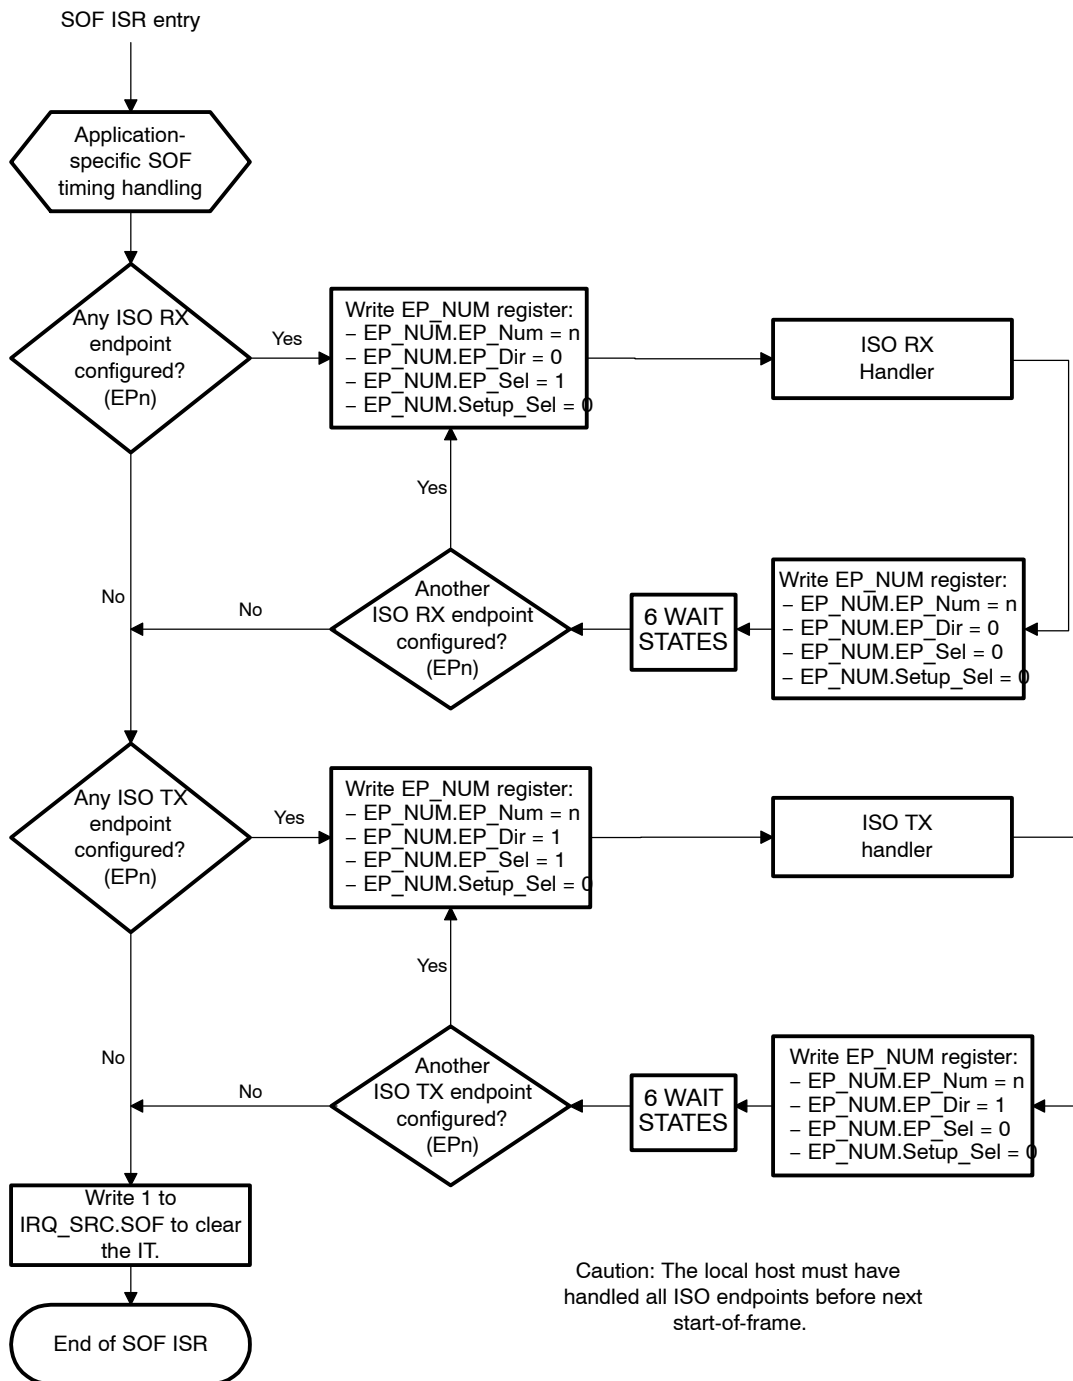 SOF ISR entry
Application-
specific SOF
timing handling
Any ISO RX
endpoint
configured?
(EPn)
Yes
Write EP_NUM register:
– EP_NUM.EP_Num = n
– EP_NUM.EP_Dir = 0
– EP_NUM.EP_Sel = 1
– EP_NUM.Setup_Sel = 0
ISO RX
Handler
Yes
No
No
Another
ISO RX endpoint
configured?
(EPn)
6 WAIT
STATES
Write EP_NUM register:
– EP_NUM.EP_Num = n
– EP_NUM.EP_Dir = 0
– EP_NUM.EP_Sel = 0
– EP_NUM.Setup_Sel = 0
Any ISO TX
endpoint
configured?
(EPn)
Yes
Write EP_NUM register:
– EP_NUM.EP_Num = n
– EP_NUM.EP_Dir = 1
– EP_NUM.EP_Sel = 1
– EP_NUM.Setup_Sel = 0
ISO TX
handler
Yes
No
No
Another
ISO TX endpoint
configured?
(EPn)
6 WAIT
STATES
Write EP_NUM register:
– EP_NUM.EP_Num = n
– EP_NUM.EP_Dir = 1
– EP_NUM.EP_Sel = 0
– EP_NUM.Setup_Sel = 0
Write 1 to
IRQ_SRC.SOF to clear
the IT.
End of SOF ISR
Caution: The local host must have
handled all ISO endpoints before next
start-of-frame.